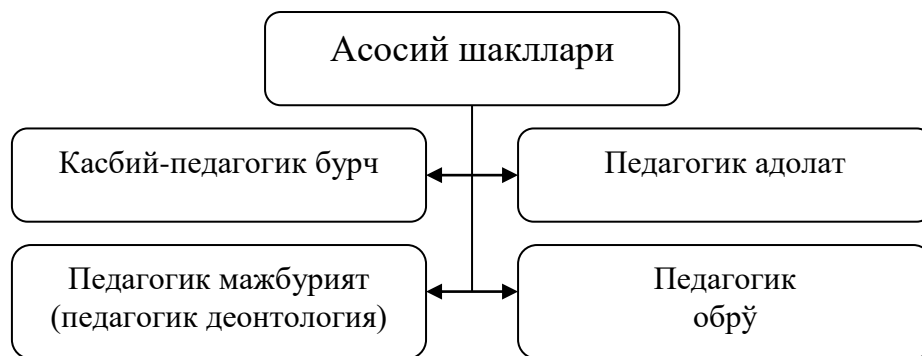 Асосий шакллари
Касбий-педагогик бурч
Педагогик адолат
Педагогик мажбурият
(педагогик деонтология)
Педагогик
обрў